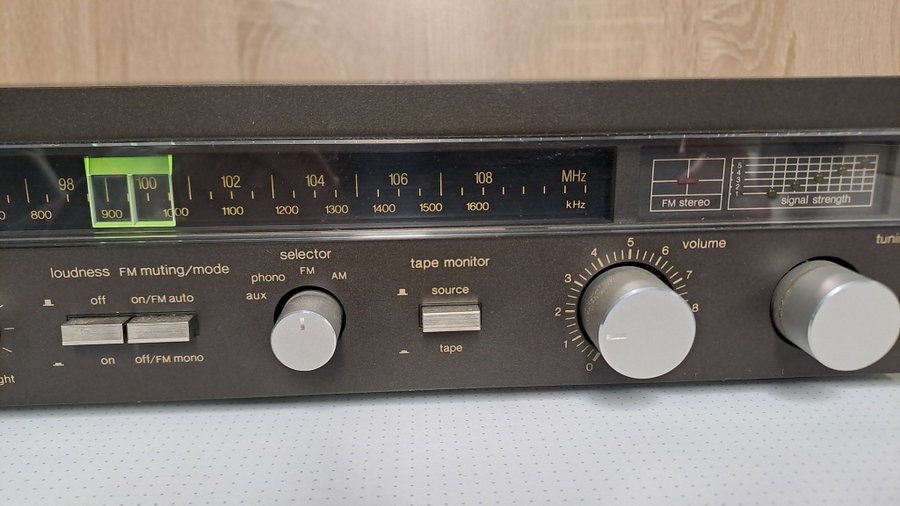 98 100 102 104 106 108 MHz
800 900 1000 1100 1200 1300 1400 1500 1600 kHz
FM stereo
5
4
3
2
1
signal strength
loudness FM muting/mode
off on/FM auto
on off/FM mono
selector
phono FM AM
aux
tape monitor
source
tape
volume
0 1 2 3 4 5 6 7 8